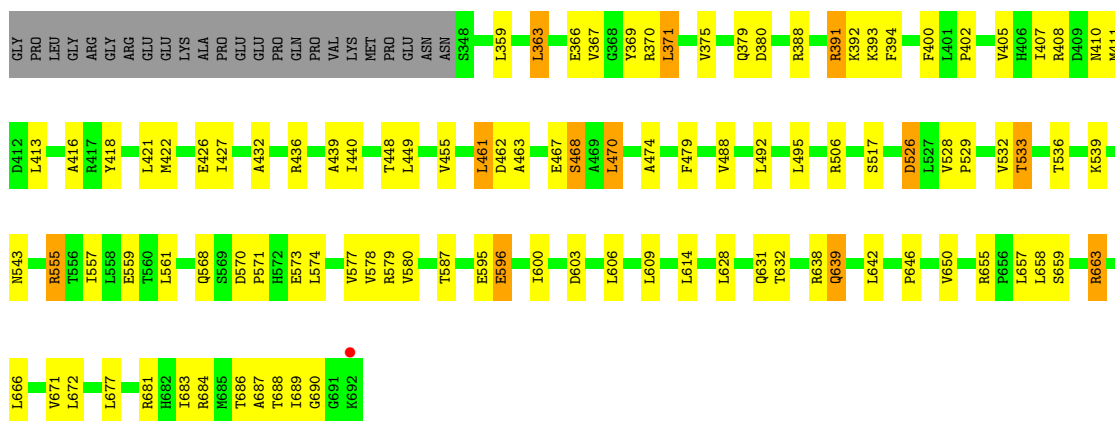 GLY PRO LEU GLY ARG GLY ARG GLU GLU LYS ALA PRO GLU GLU PRO GLN PRO VAL LYS MET PRO GLU ASN ASN S348 L359 L363 E366 V367 G368 Y369 R370 L371 V375 Q379 D380 R388 R391 K392 K393 F394 F400 L401 P402 V405 H406 I407 R408 D409 N410 M411
D412 L413 A416 R417 Y418 L421 M422 E426 I427 A432 R436 A439 I440 T448 L449 V455 L461 D462 A463 E467 S468 A469 L470 A474 F479 V488 L492 L495 R506 S517 D526 L527 V528 P529 V532 T533 T536 K539
N543 R555 T556 I557 L558 E559 T560 L561 Q568 S569 D570 P571 H572 E573 L574 V577 V578 R579 V580 T587 E595 E596 I600 D603 L606 L609 L614 L628 Q631 T632 R638 Q639 L642 P646 V650 R655 P656 L657 L658 S659 R663
L666 V671 L672 L677 R681 H682 I683 R684 M685 T686 A687 T688 I689 G690 G691 K692